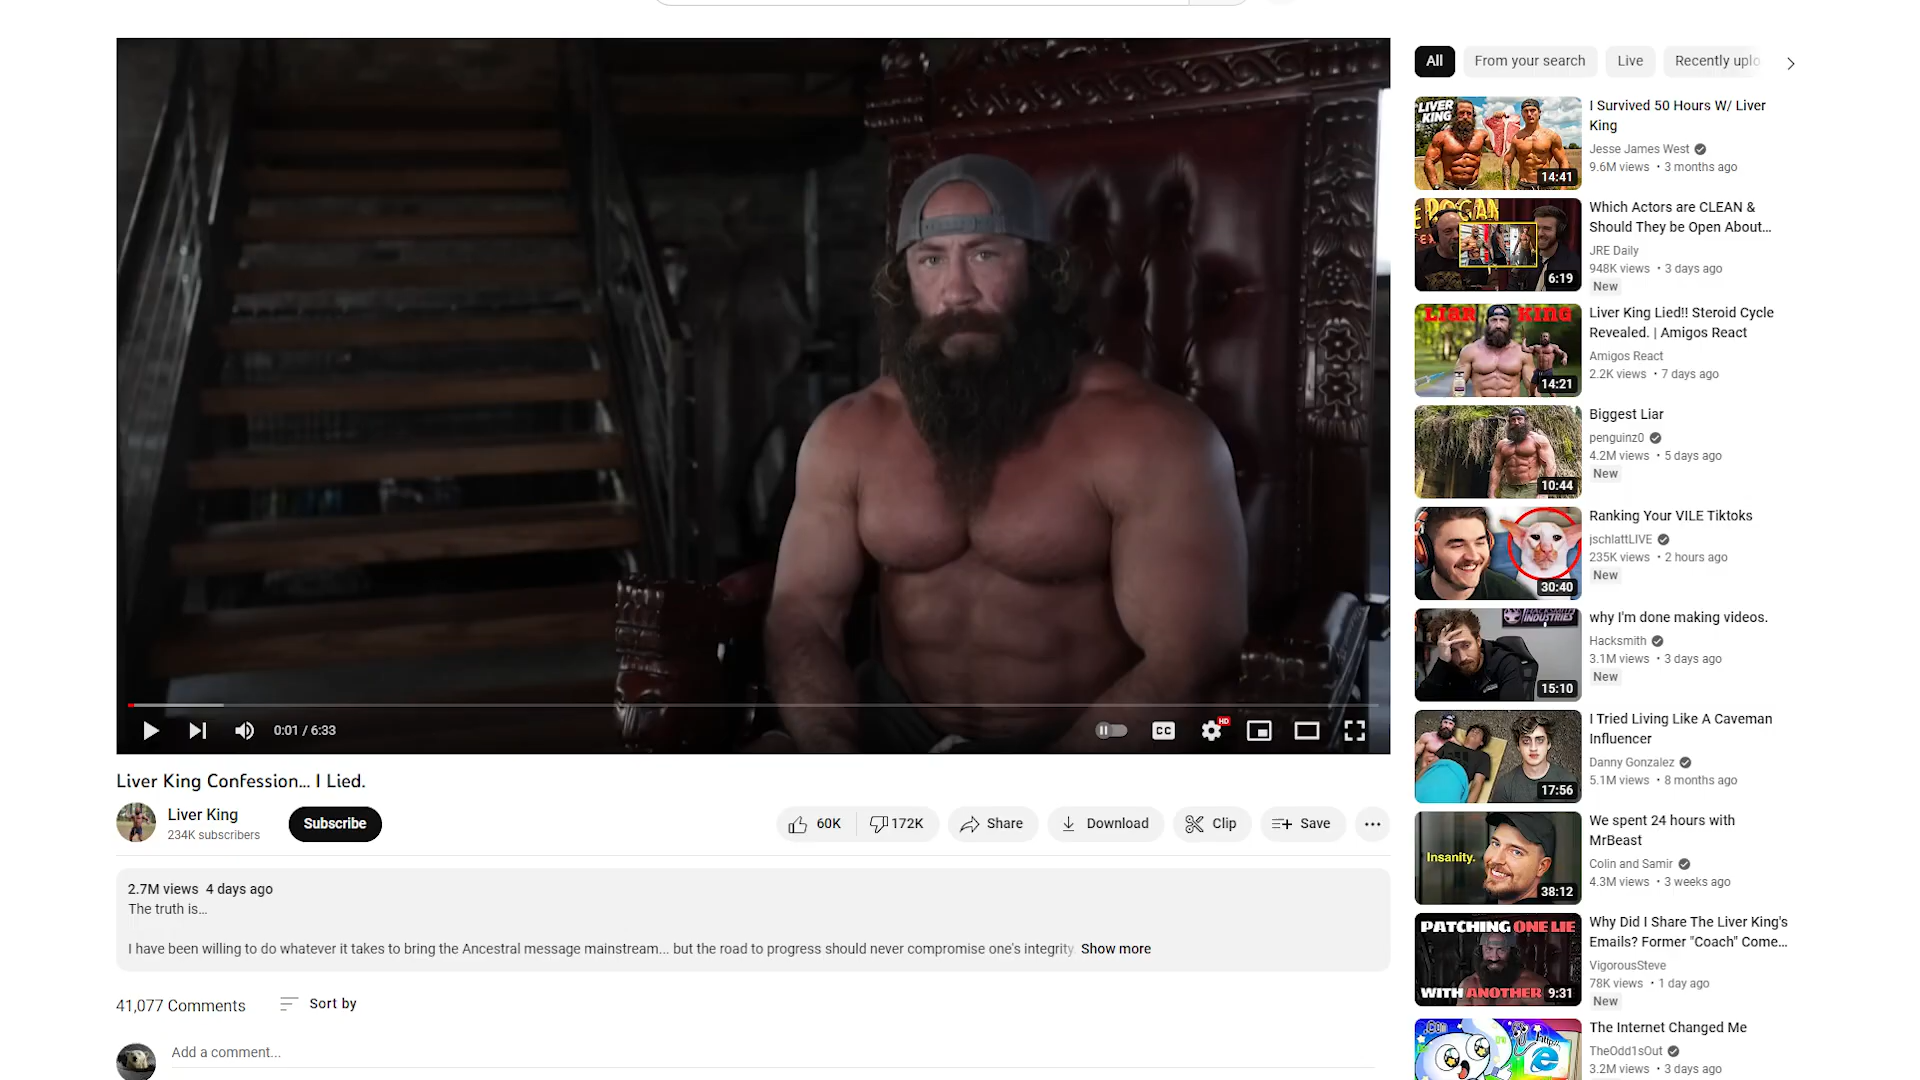 0:01 / 6:33
CC
HD
Liver King Confession... I Lied.
Liver King
234K subscribers
Subscribe
60K
172K
Share
Download
Clip
Save
2.7M views 4 days ago
The truth is...
I have been willing to do whatever it takes to bring the Ancestral message mainstream... but the road to progress should never compromise one's integrity. Show more
41,077 Comments
Sort by
Add a comment...
All
From your search
Live
Recently uplo
LIVER
KING
14:41
I Survived 50 Hours W/ Liver
King
Jesse James West
9.6M views • 3 months ago
E ROGAN
6:19
Which Actors are CLEAN &
Should They be Open About...
JRE Daily
948K views • 3 days ago
New
LIAR KING
14:21
Liver King Lied!! Steroid Cycle
Revealed. | Amigos React
Amigos React
2.2K views • 7 days ago
10:44
Biggest Liar
penguinz0
4.2M views • 5 days ago
New
30:40
Ranking Your VILE Tiktoks
jschlattLIVE
235K views • 2 hours ago
New
HACKSMITH
INDUSTRIES
15:10
why I'm done making videos.
Hacksmith
3.1M views • 3 days ago
New
17:56
I Tried Living Like A Caveman
Influencer
Danny Gonzalez
5.1M views • 8 months ago
Insanity.
38:12
We spent 24 hours with
MrBeast
Colin and Samir
4.3M views • 3 weeks ago
PATCHING ONE LIE
WITH ANOTHER
9:31
Why Did I Share The Liver King's
Emails? Former "Coach" Come...
VigorousSteve
78K views • 1 day ago
New
.COM
http:/
The Internet Changed Me
TheOdd1sOut
3.2M views • 3 days ago